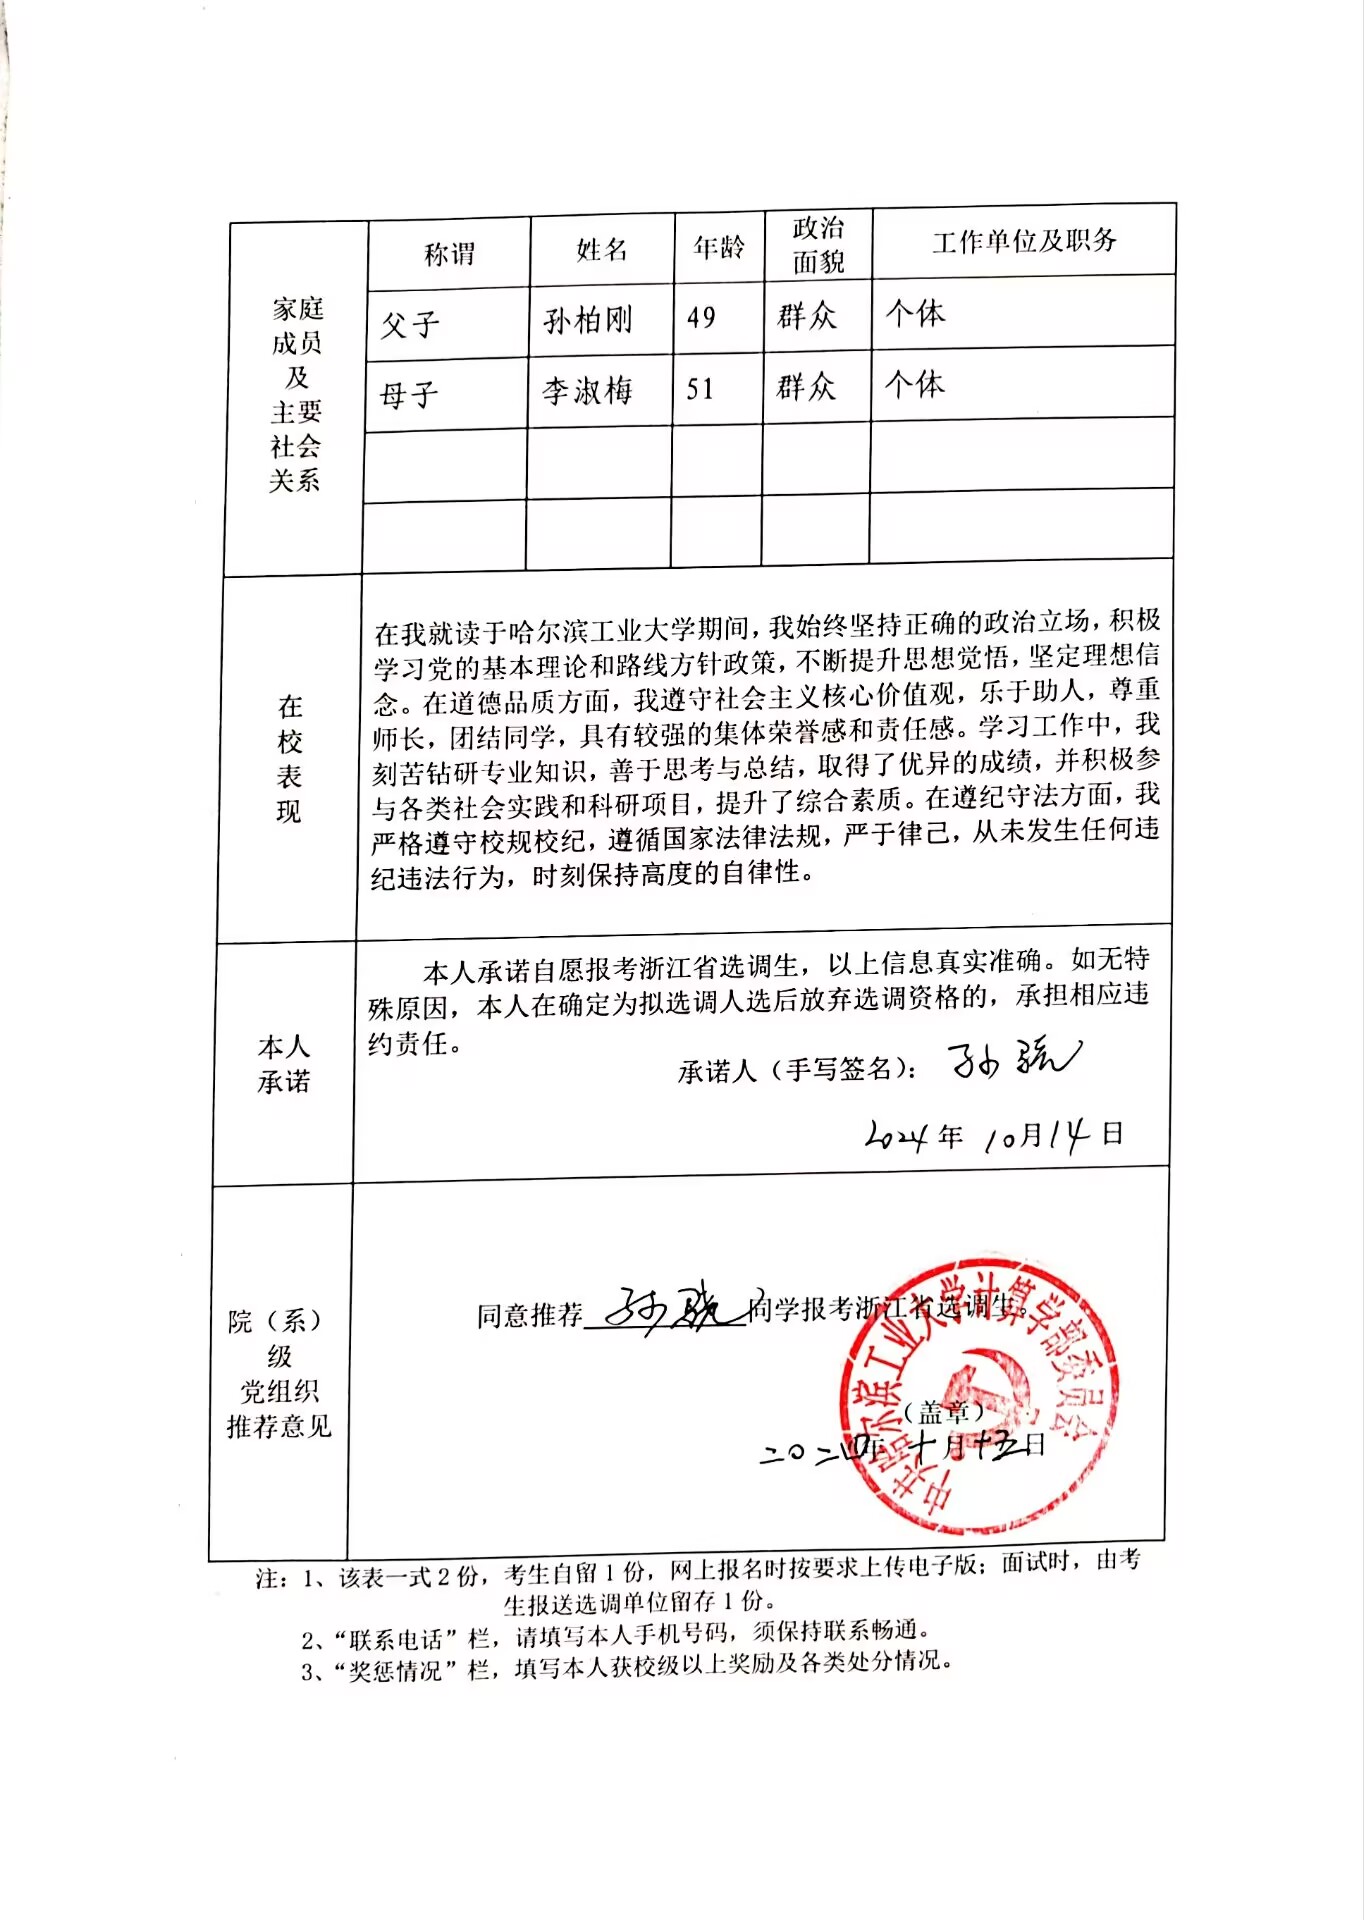 称谓 姓名 年龄 政治面貌 工作单位及职务
家庭成员及主要社会关系
父子 孙柏刚 49 群众 个体
母子 李淑梅 51 群众 个体
在校表现
在我就读于哈尔滨工业大学期间，我始终坚持正确的政治立场，积极
学习党的基本理论和路线方针政策，不断提升思想觉悟，坚定理想信
念。在道德品质方面，我遵守社会主义核心价值观，乐于助人，尊重
师长，团结同学，具有较强的集体荣誉感和责任感。学习工作中，我
刻苦钻研专业知识，善于思考与总结，取得了优异的成绩，并积极参
与各类社会实践和科研项目，提升了综合素质。在遵纪守法方面，我
严格遵守校规校纪，遵循国家法律法规，严于律己，从未发生任何违
纪违法行为，时刻保持高度的自律性。
本人
承诺
本人承诺自愿报考浙江省选调生，以上信息真实准确。如无特
殊原因，本人在确定为拟选调人选后放弃选调资格的，承担相应违
约责任。
承诺人（手写签名）： 孙
2024年 10月14日
院（系）
级
党组织
推荐意见
同意推荐 孙 同学报考浙江省选调生。
（盖章）
二〇二四年 十月十五日
中共哈尔滨工业大学计算学部委员会
注：1、该表一式2份，考生自留1份，网上报名时按要求上传电子版；面试时，由考
生报送选调单位留存1份。
2、“联系电话”栏，请填写本人手机号码，须保持联系畅通。
3、“奖惩情况”栏，填写本人获校级以上奖励及各类处分情况。